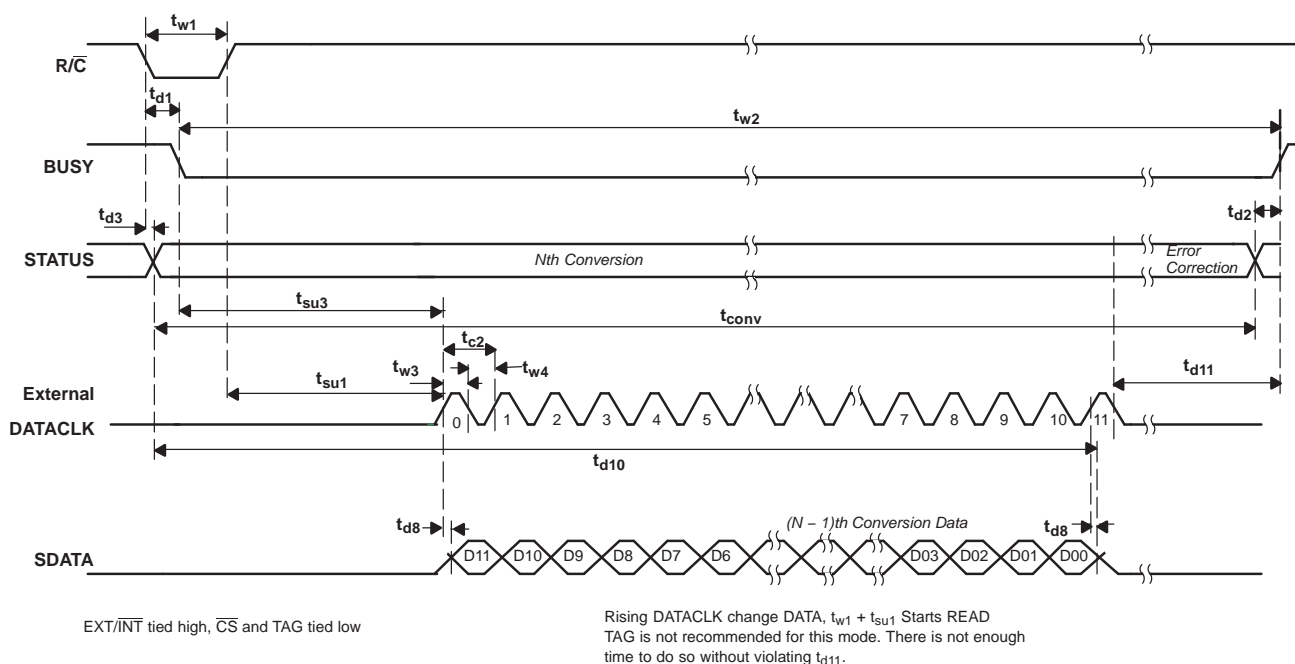 tw1
R/C̅
td1
tw2
BUSY
td3
td2
STATUS
Nth Conversion
Error
Correction
tsu3
tconv
tc2
tw3
tw4
td11
tsu1
External
DATACLK
0 1 2 3 4 5 7 8 9 10 11
td10
(N − 1)th Conversion Data
td8
td8
SDATA
D11 D10 D9 D8 D7 D6 D03 D02 D01 D00
EXT/I̅N̅T̅ tied high, C̅S̅ and TAG tied low
Rising DATACLK change DATA, tw1 + tsu1 Starts READ
TAG is not recommended for this mode. There is not enough
time to do so without violating td11.